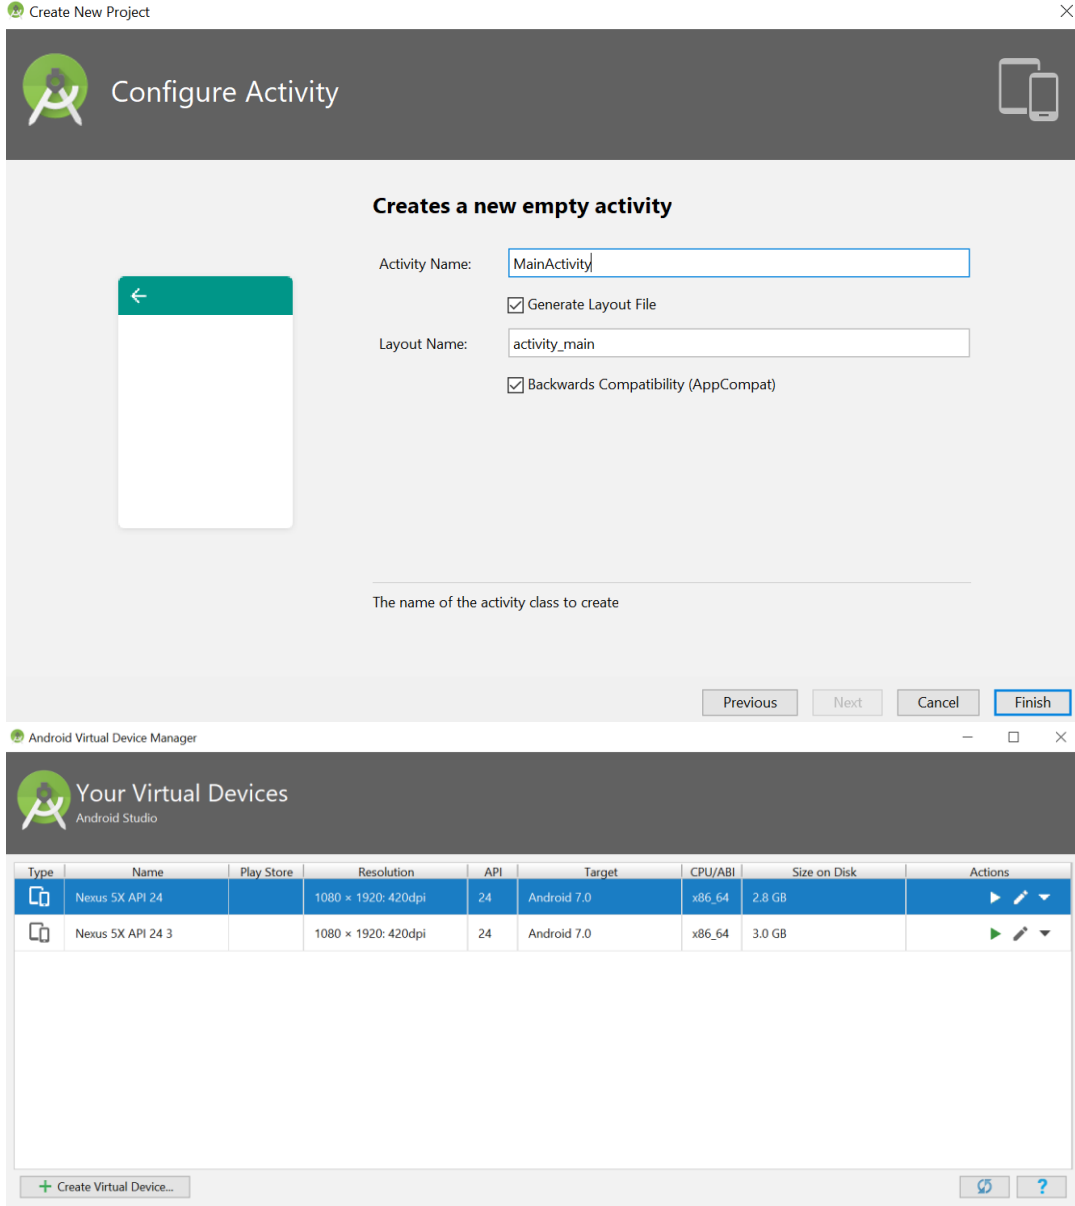 Create New Project
Configure Activity
Creates a new empty activity
Activity Name: MainActivity
Generate Layout File
Layout Name: activity_main
Backwards Compatibility (AppCompat)
The name of the activity class to create
Previous Next Cancel Finish
Android Virtual Device Manager
Your Virtual Devices
Android Studio
Type Name Play Store Resolution API Target CPU/ABI Size on Disk Actions
Nexus 5X API 24 1080 × 1920: 420dpi 24 Android 7.0 x86_64 2.8 GB
Nexus 5X API 24 3 1080 × 1920: 420dpi 24 Android 7.0 x86_64 3.0 GB
+ Create Virtual Device... ?